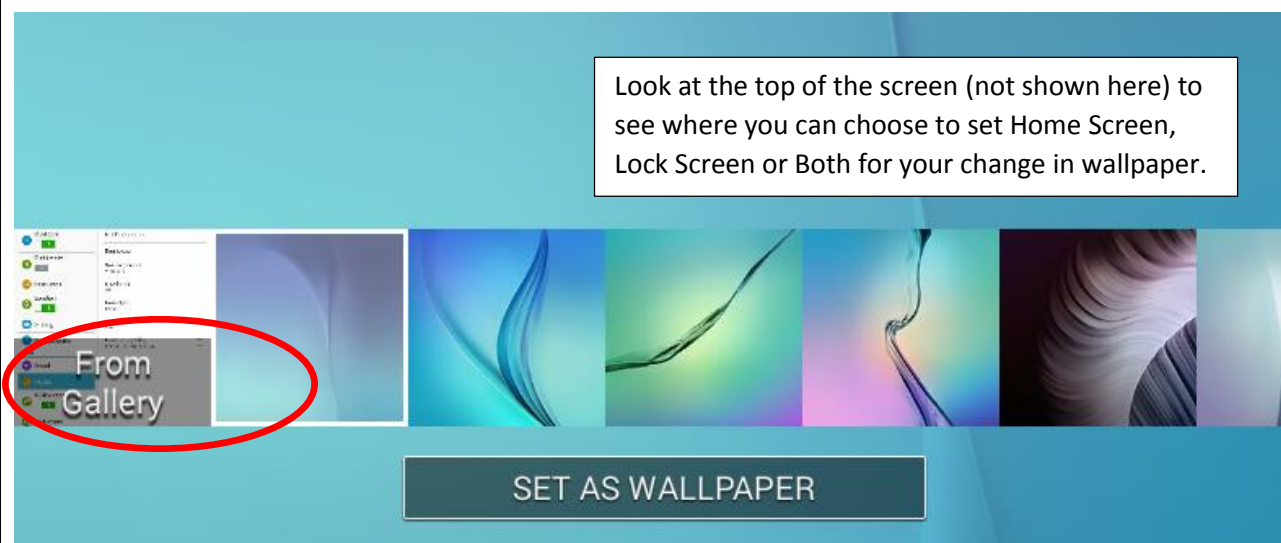 Look at the top of the screen (not shown here) to
see where you can choose to set Home Screen,
Lock Screen or Both for your change in wallpaper.
From
Gallery
SET AS WALLPAPER